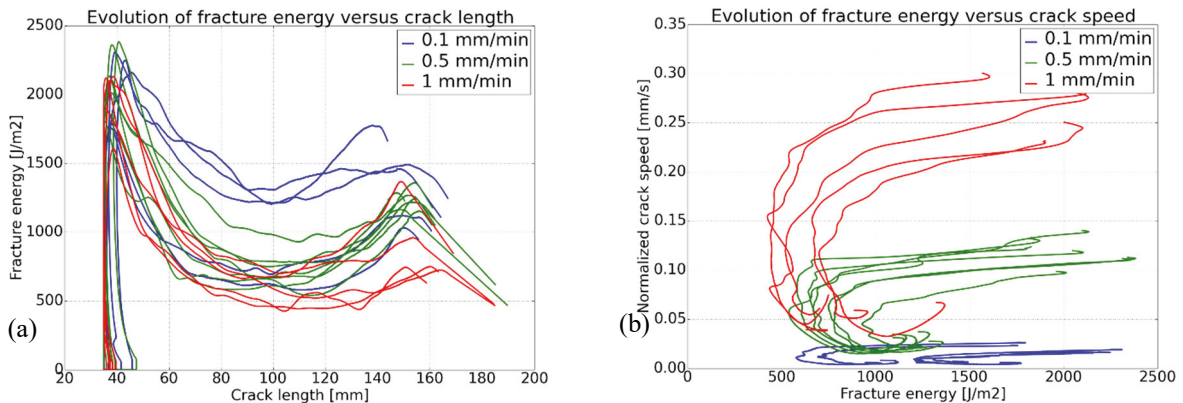 Evolution of fracture energy versus crack length
2500
2000
1500
1000
500
0
Fracture energy [J/m2]
0.1 mm/min
0.5 mm/min
1 mm/min
(a)
20 40 60 80 100 120 140 160 180 200
Crack length [mm]
Evolution of fracture energy versus crack speed
0.35
0.30
0.25
0.20
0.15
0.10
0.05
0.00
Normalized crack speed [mm/s]
0.1 mm/min
0.5 mm/min
1 mm/min
(b)
0 500 1000 1500 2000 2500
Fracture energy [J/m2]